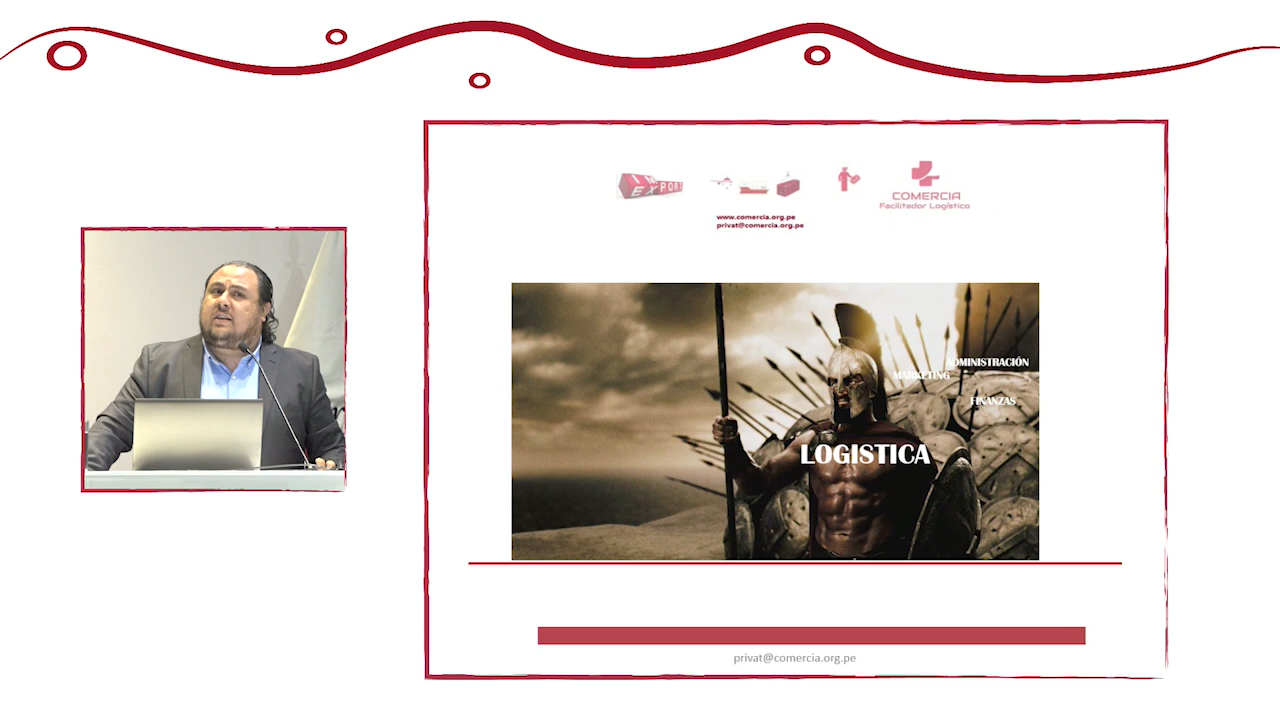 IM
EXPORT
COMERCIA
Facilitador Logístico
www.comercia.org.pe
privat@comercia.org.pe
ADMINISTRACIÓN
MARKETING
FINANZAS
LOGISTICA
privat@comercia.org.pe